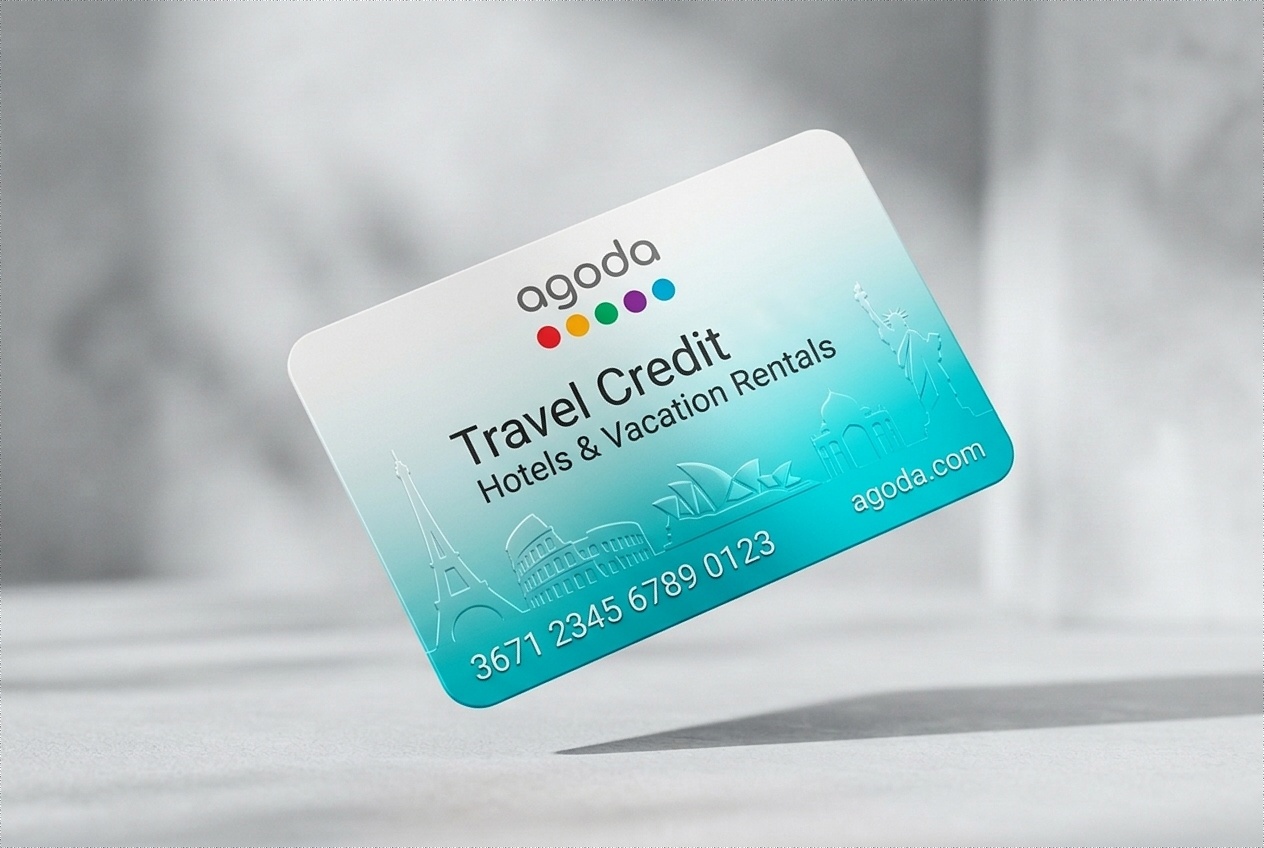 agoda
Travel Credit
Hotels & Vacation Rentals
agoda.com
3671 2345 6789 0123